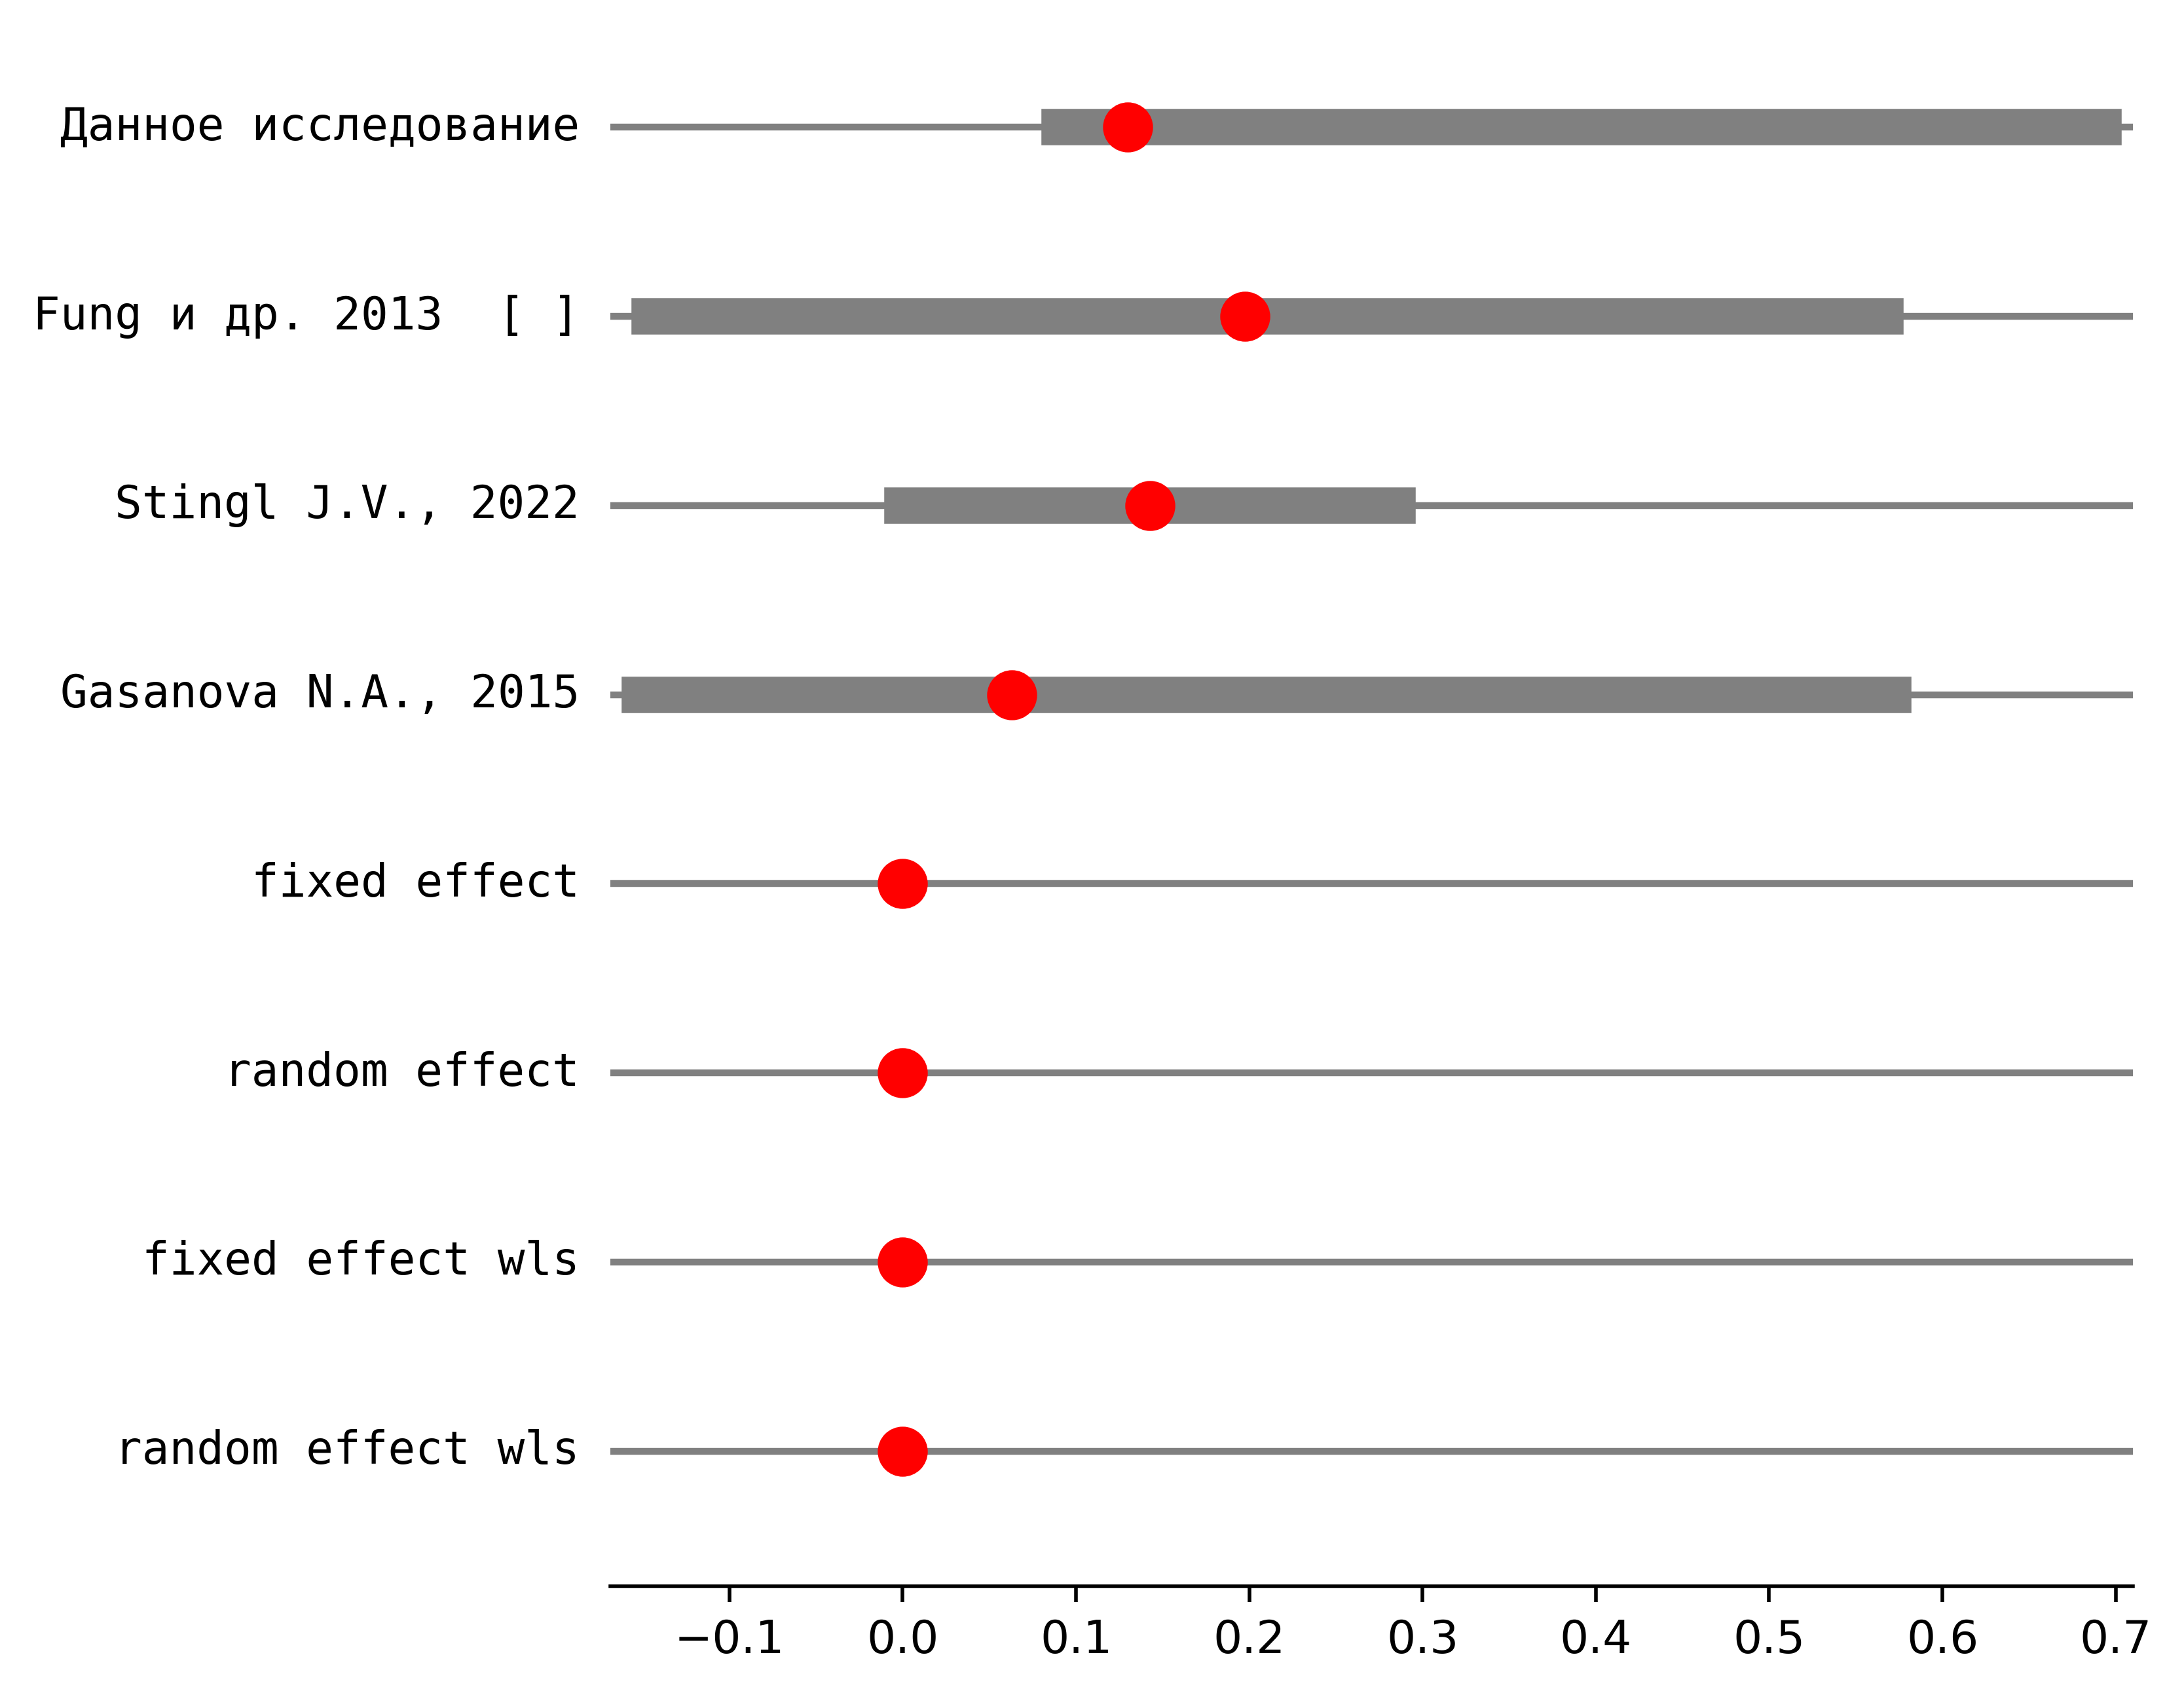 Данное исследование
Fung и др. 2013  [ ]
Stingl J.V., 2022
Gasanova N.A., 2015
fixed effect
random effect
fixed effect wls
random effect wls
−0.1 0.0 0.1 0.2 0.3 0.4 0.5 0.6 0.7